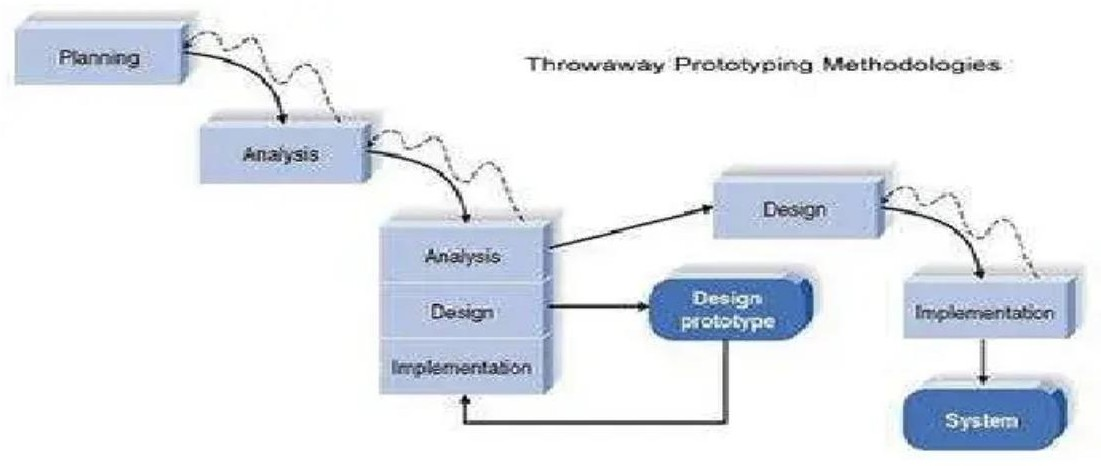 Planning
Throwaway Prototyping Methodologies
Analysis
Design
Analysis
Design
prototype
Design
Implementation
Implementation
System